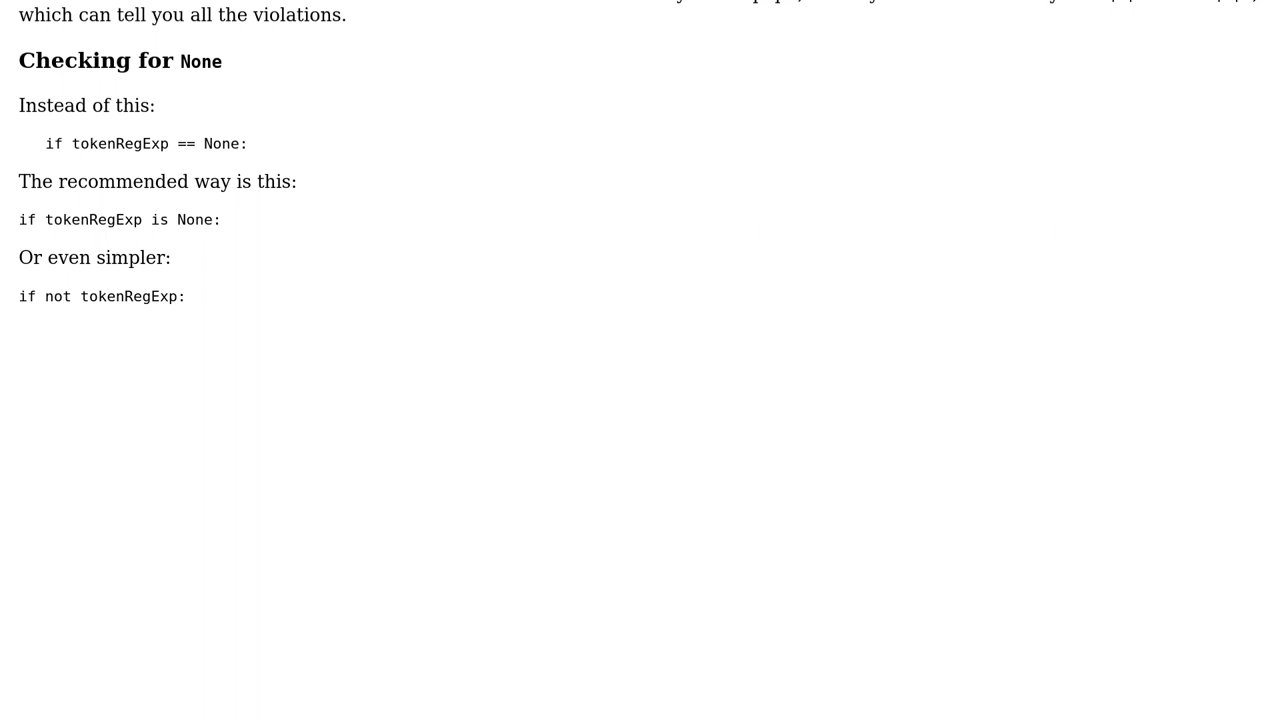 which can tell you all the violations.
Checking for None
Instead of this:
if tokenRegExp == None:
The recommended way is this:
if tokenRegExp is None:
Or even simpler:
if not tokenRegExp: